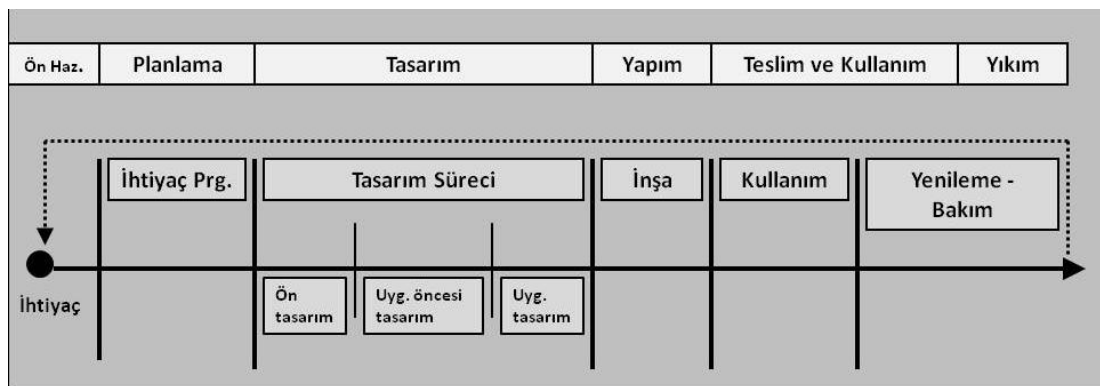 Ön Haz.
Planlama
Tasarım
Yapım
Teslim ve Kullanım
Yıkım
İhtiyaç Prg.
Tasarım Süreci
İnşa
Kullanım
Yenileme -
Bakım
İhtiyaç
Ön
tasarım
Uyg. öncesi
tasarım
Uyg.
tasarım